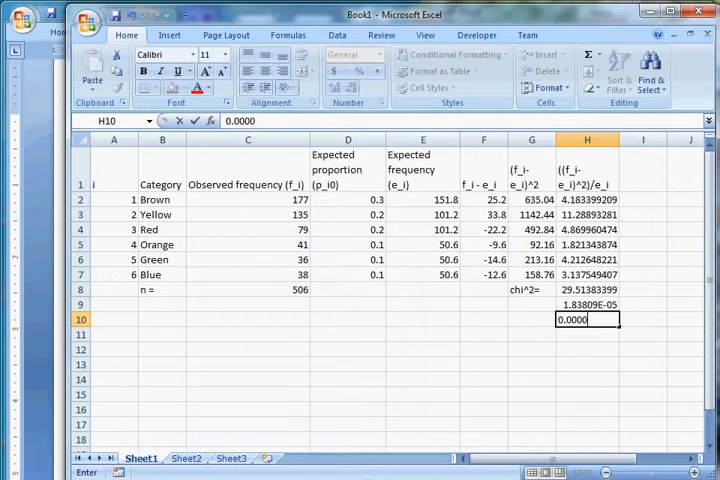 Book1 - Microsoft Excel
Home Insert Page Layout Formulas Data Review View Developer Team
Calibri 11 General Conditional Formatting Insert Σ
Paste B I U A $ % , Format as Table Delete Sort & Filter Find & Select
Cell Styles Format
Clipboard Font Alignment Number Styles Cells Editing
H10 fx 0.0000
A B C D E F G H I J
1 i Category Observed frequency (f_i) Expected proportion (p_i0) Expected frequency (e_i) f_i - e_i (f_i-e_i)^2 ((f_i-e_i)^2)/e_i
2 1 Brown 177 0.3 151.8 25.2 635.04 4.183399209
3 2 Yellow 135 0.2 101.2 33.8 1142.44 11.28893281
4 3 Red 79 0.2 101.2 -22.2 492.84 4.869960474
5 4 Orange 41 0.1 50.6 -9.6 92.16 1.821343874
6 5 Green 36 0.1 50.6 -14.6 213.16 4.212648221
7 6 Blue 38 0.1 50.6 -12.6 158.76 3.137549407
8 n = 506 chi^2= 29.51383399
9 1.83809E-05
10 0.0000
11
12
13
14
15
16
17
18
Sheet1 Sheet2 Sheet3
Enter 100%